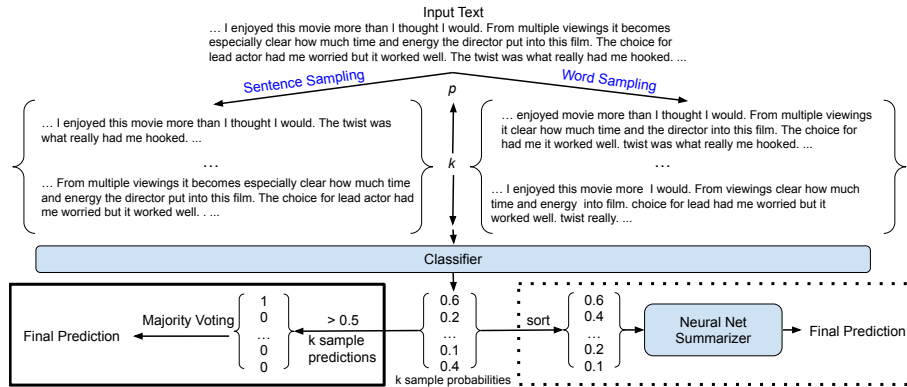 Input Text
... I enjoyed this movie more than I thought I would. From multiple viewings it becomes
especially clear how much time and energy the director put into this film. The choice for
lead actor had me worried but it worked well. The twist was what really had me hooked. ...
Sentence Sampling
Word Sampling
p
... I enjoyed this movie more than I thought I would. The twist was
what really had me hooked. ...
...
... From multiple viewings it becomes especially clear how much time
and energy the director put into this film. The choice for lead actor had
me worried but it worked well. . ...
k
... enjoyed movie more than I thought I would. From multiple viewings
it clear how much time and the director into this film. The choice for
had me it worked well. twist was what really me hooked. ...
...
... I enjoyed this movie more I would. From viewings clear how much
time and energy into film. choice for lead had me worried but it
worked well. twist really. ...
Classifier
Final Prediction
Majority Voting
1
0
...
0
0
> 0.5
k sample
predictions
0.6
0.2
...
0.1
0.4
k sample probabilities
sort
0.6
0.4
...
0.2
0.1
Neural Net
Summarizer
Final Prediction